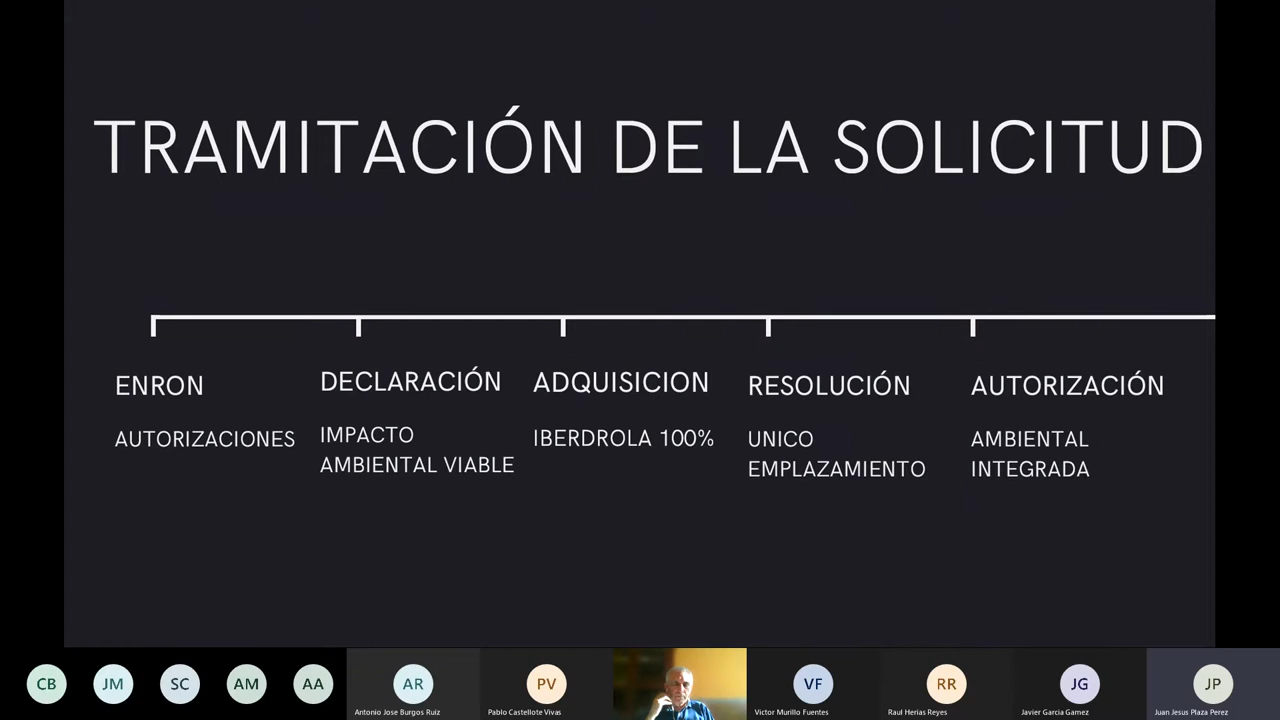 TRAMITACIÓN DE LA SOLICITUD
ENRON
AUTORIZACIONES
DECLARACIÓN
IMPACTO
AMBIENTAL VIABLE
ADQUISICION
IBERDROLA 100%
RESOLUCIÓN
UNICO
EMPLAZAMIENTO
AUTORIZACIÓN
AMBIENTAL
INTEGRADA
CB
JM
SC
AM
AA
AR
Antonio Jose Burgos Ruiz
PV
Pablo Castellote Vivas
VF
Victor Murillo Fuentes
RR
Raul Herias Reyes
JG
Javier Garcia Gamez
JP
Juan Jesus Plaza Perez